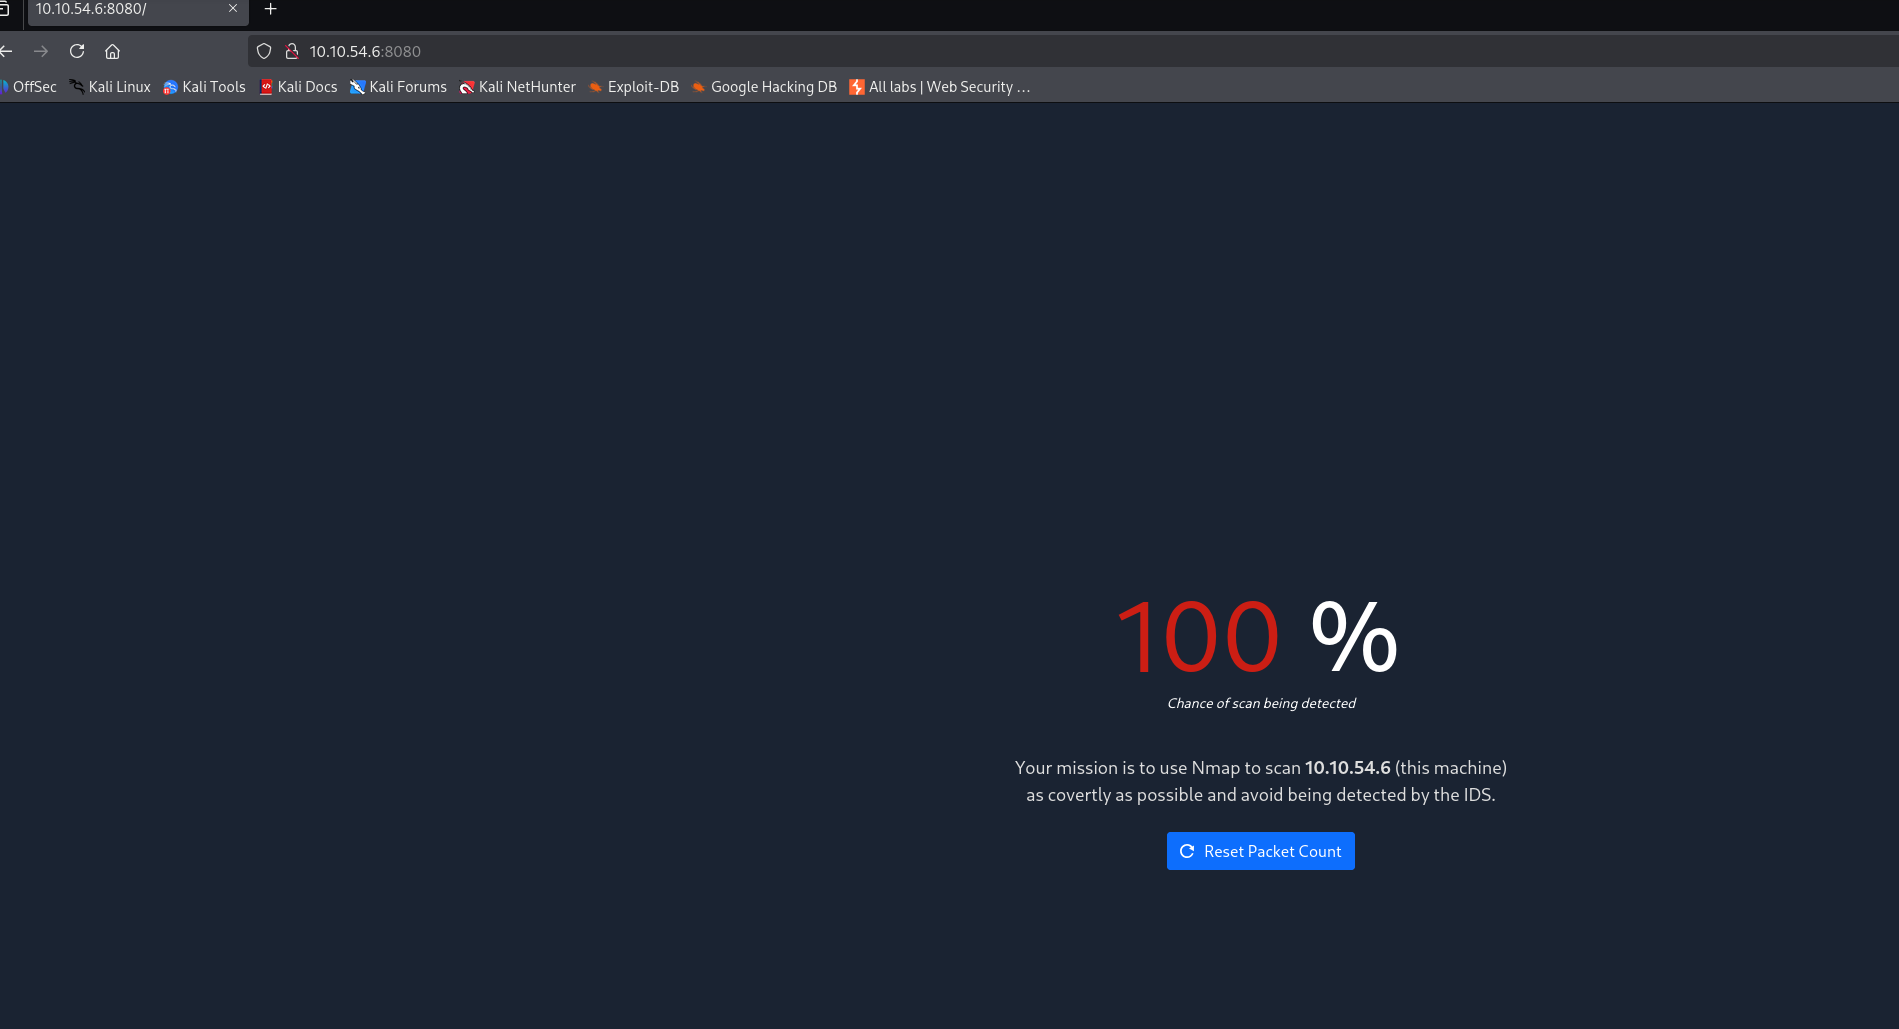 10.10.54.6:8080/
10.10.54.6:8080
OffSec Kali Linux Kali Tools Kali Docs Kali Forums Kali NetHunter Exploit-DB Google Hacking DB All labs | Web Security ...
100 %
Chance of scan being detected
Your mission is to use Nmap to scan 10.10.54.6 (this machine)
as covertly as possible and avoid being detected by the IDS.
Reset Packet Count